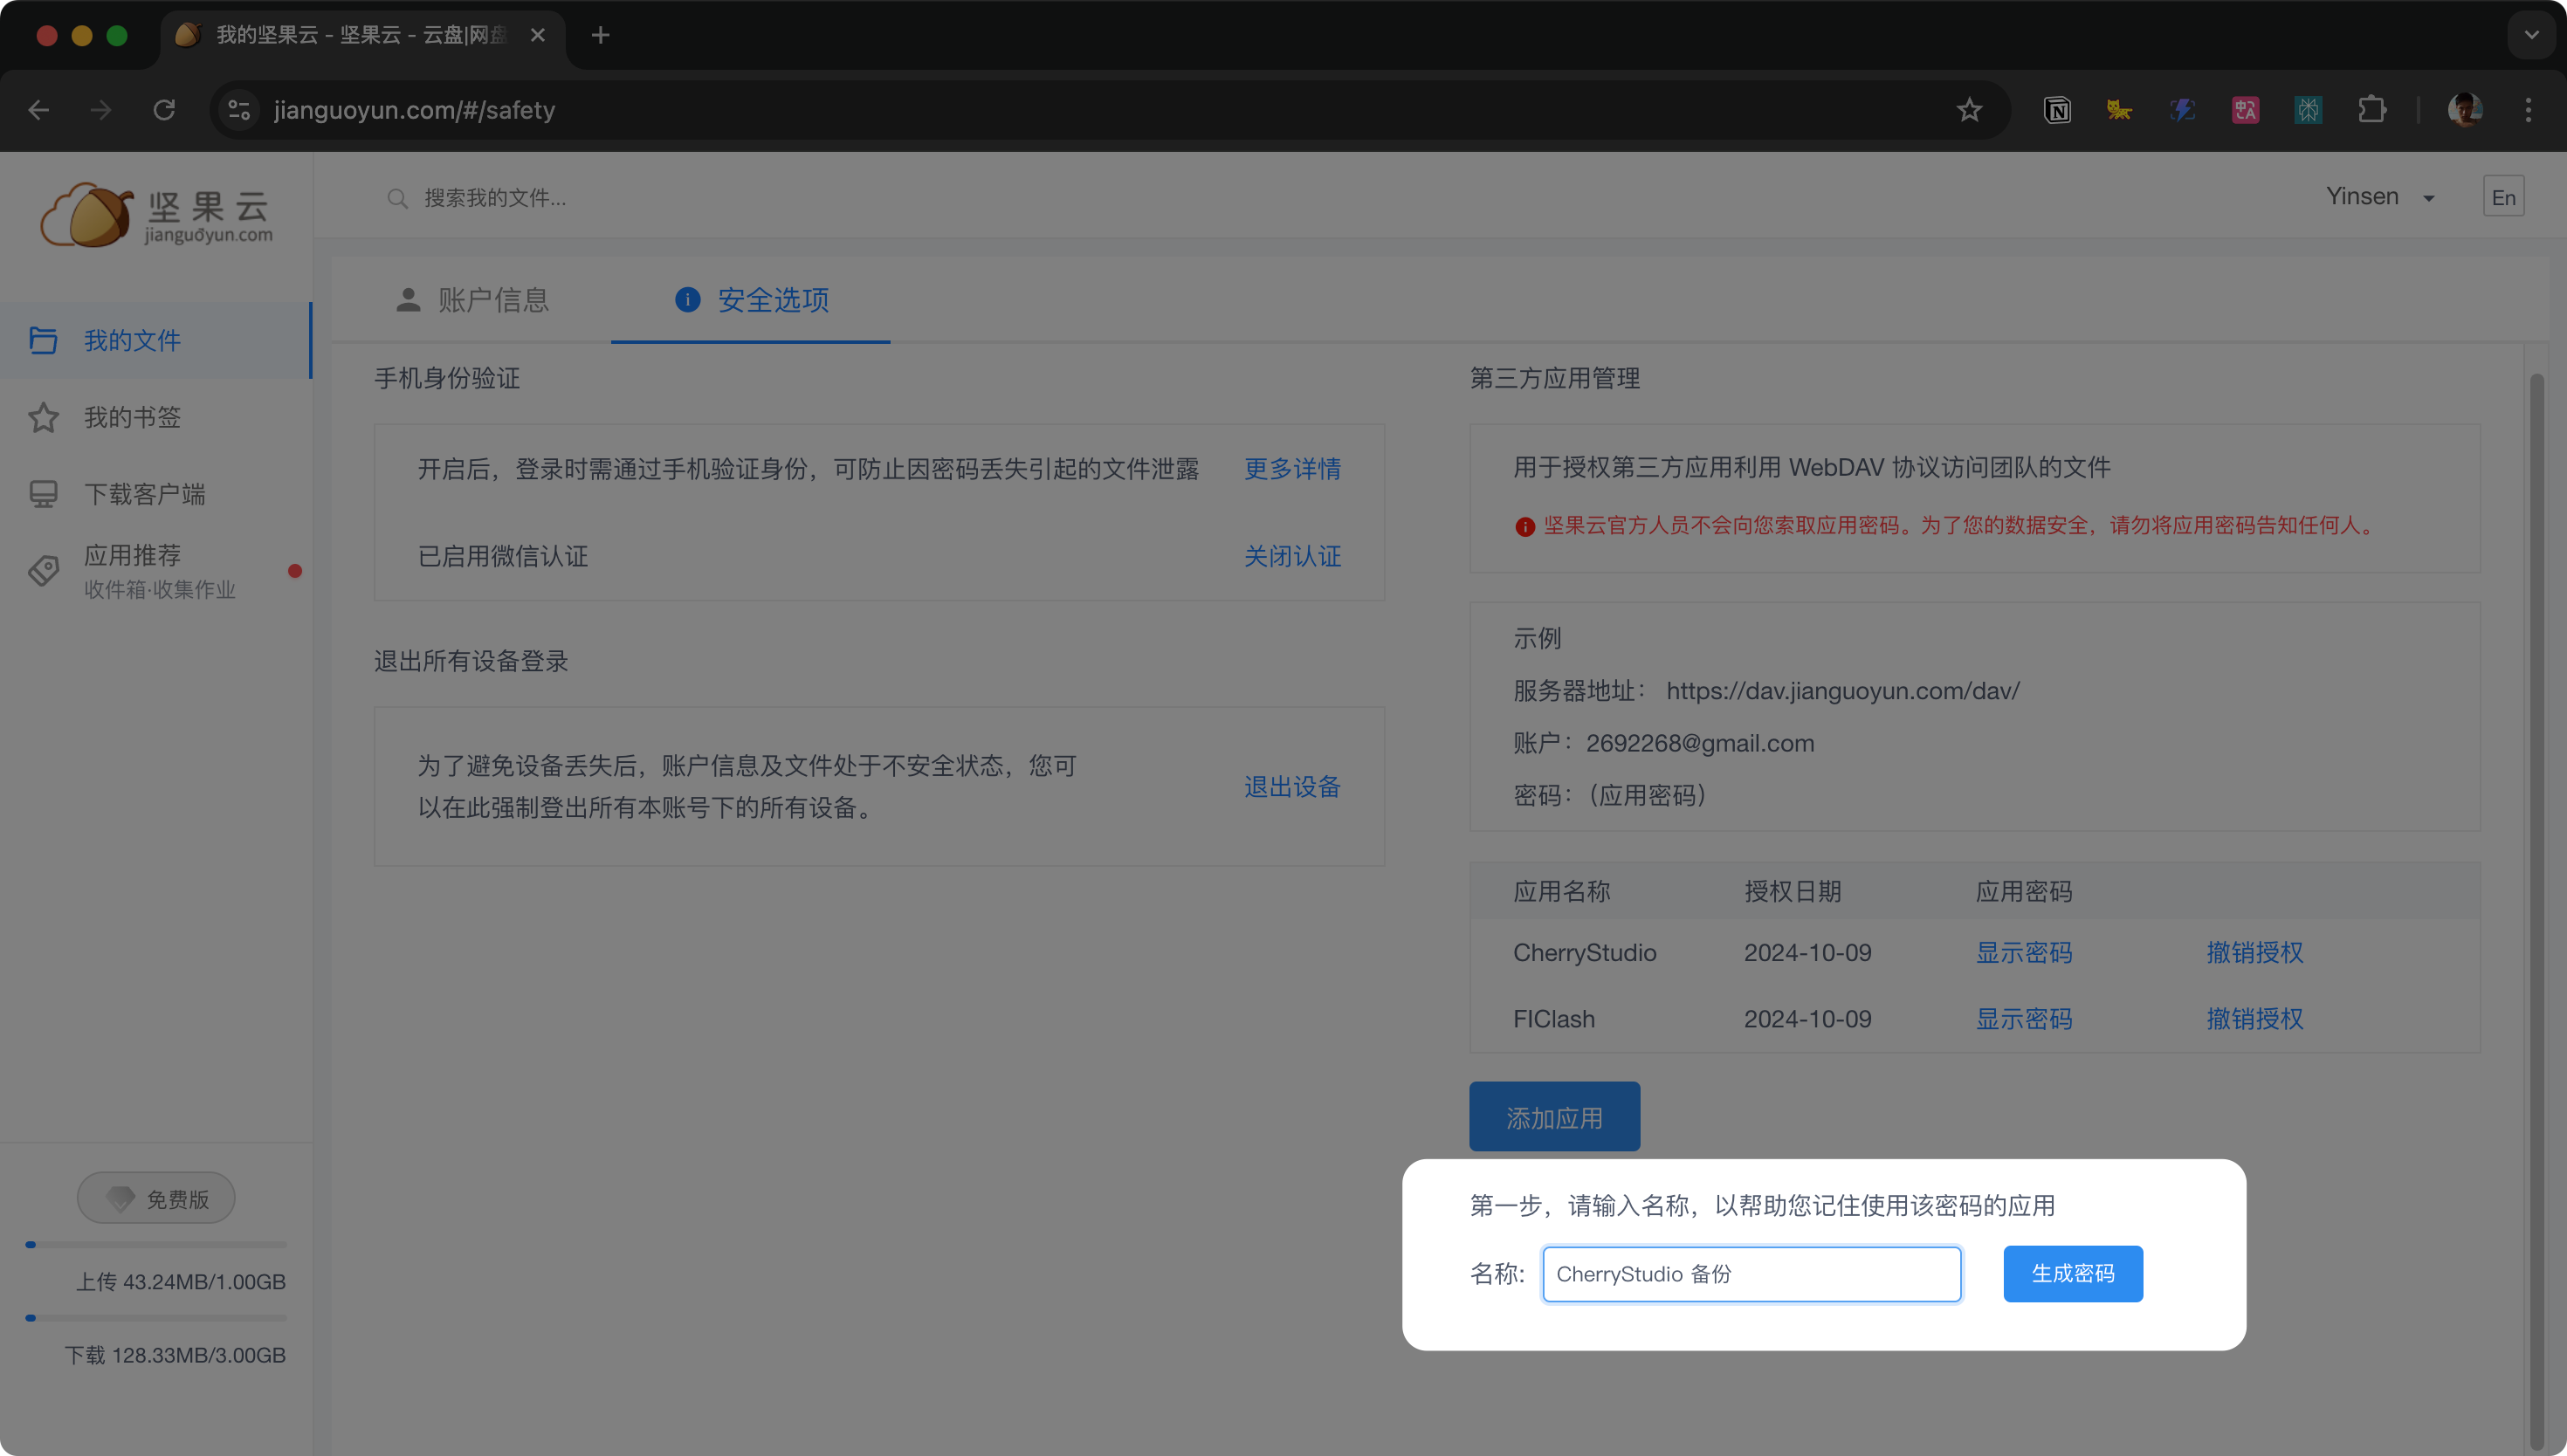 我的坚果云 - 坚果云 - 云盘|网盘
jianguoyun.com/#/safety
坚果云
jianguoyun.com
搜索我的文件...
Yinsen
En
我的文件
我的书签
下载客户端
应用推荐
收件箱·收集作业
免费版
上传 43.24MB/1.00GB
下载 128.33MB/3.00GB
账户信息
安全选项
手机身份验证
开启后，登录时需通过手机验证身份，可防止因密码丢失引起的文件泄露
更多详情
已启用微信认证
关闭认证
退出所有设备登录
为了避免设备丢失后，账户信息及文件处于不安全状态，您可
以在此强制登出所有本账号下的所有设备。
退出设备
第三方应用管理
用于授权第三方应用利用 WebDAV 协议访问团队的文件
坚果云官方人员不会向您索取应用密码。为了您的数据安全，请勿将应用密码告知任何人。
示例
服务器地址： https://dav.jianguoyun.com/dav/
账户：2692268@gmail.com
密码：（应用密码）
应用名称 授权日期 应用密码
CherryStudio 2024-10-09 显示密码 撤销授权
FlClash 2024-10-09 显示密码 撤销授权
添加应用
第一步，请输入名称，以帮助您记住使用该密码的应用
名称: CherryStudio 备份 生成密码